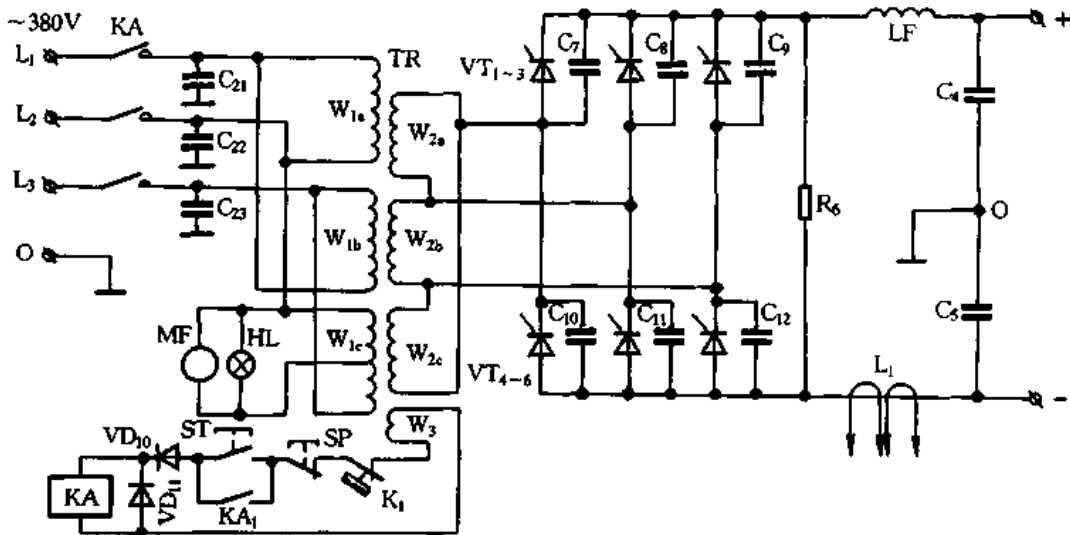 ~380V
KA
L₁
L₂
L₃
O
C₂₁
C₂₂
C₂₃
TR
W₁ₐ
W₂ₐ
W₁b
W₂b
W₁c
W₂c
W₃
VT₁~₃
C₇
C₈
C₉
VT₄~₆
C₁₀
C₁₁
C₁₂
R₆
LF
+
C₄
O
C₅
L₁
-
MF
HL
ST
SP
K₁
VD₁₀
VD₁₁
KA
KA₁